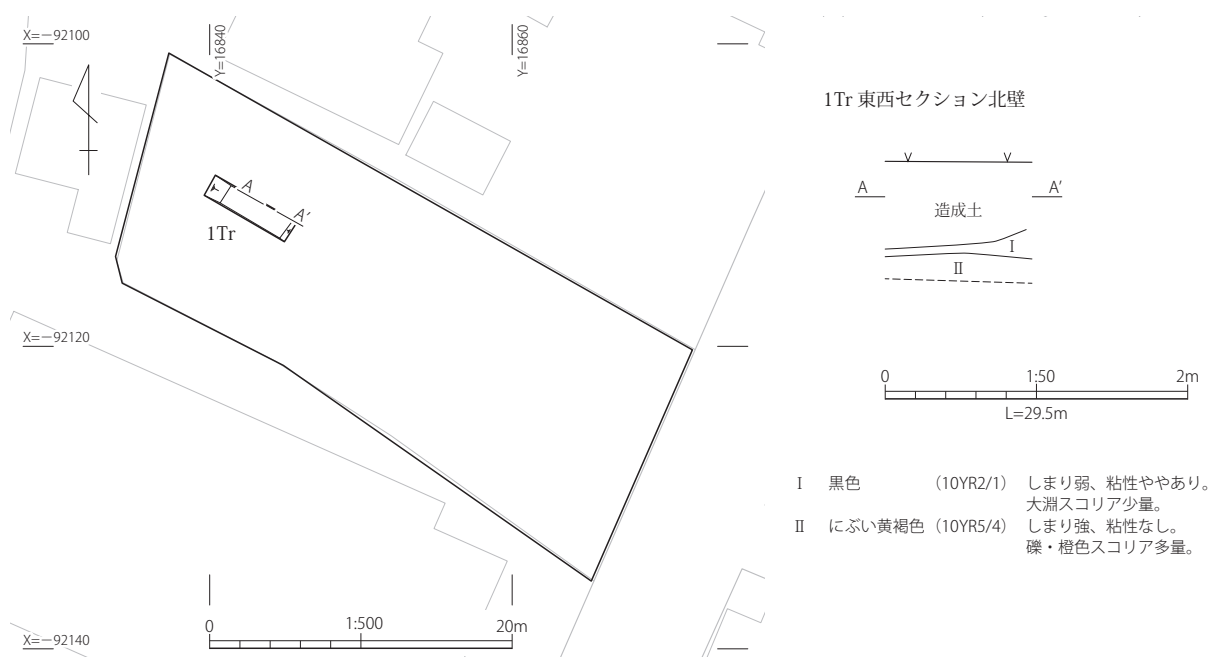 X=－92100
Y=16840
Y=16860
A
A′
1Tr
X=－92120
0
1:500
20m
X=－92140
1Tr 東西セクション北壁
A
A′
造成土
Ⅰ
Ⅱ
0
1:50
2m
L=29.5m
Ⅰ 黒色 （10YR2/1） しまり弱、粘性ややあり。
大淵スコリア少量。
Ⅱ にぶい黄褐色 （10YR5/4） しまり強、粘性なし。
礫・橙色スコリア多量。